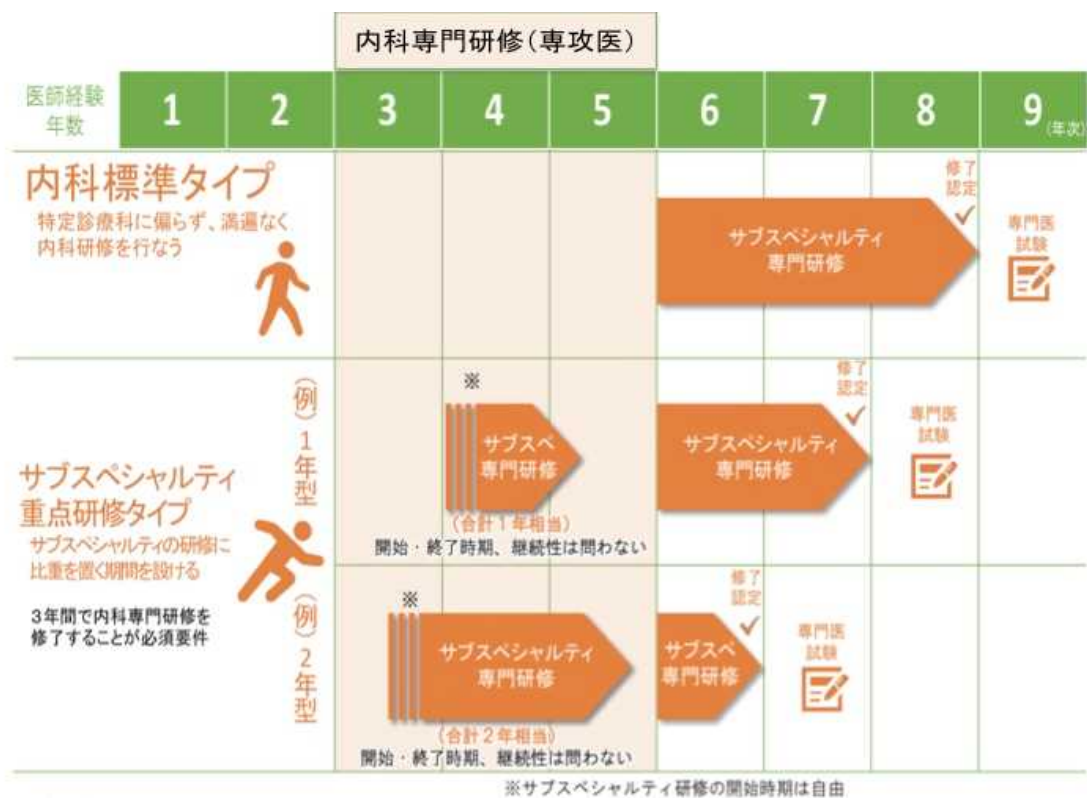 内科専門研修(専攻医)
医師経験
年数
1
2
3
4
5
6
7
8
9(年次)
内科標準タイプ
特定診療科に偏らず、満遍なく
内科研修を行なう
サブスペシャルティ
専門研修
修了
認定
専門医
試験
サブスペシャルティ
重点研修タイプ
サブスペシャルティの研修に
比重を置く期間を設ける
3年間で内科専門研修を
修了することが必須要件
(例)1年型
※
サブスペ
専門研修
(合計1年相当)
開始・終了時期、継続性は問わない
サブスペシャルティ
専門研修
修了
認定
専門医
試験
(例)2年型
※
サブスペシャルティ
専門研修
(合計2年相当)
開始・終了時期、継続性は問わない
サブスペ
専門研修
修了
認定
専門医
試験
※サブスペシャルティ研修の開始時期は自由